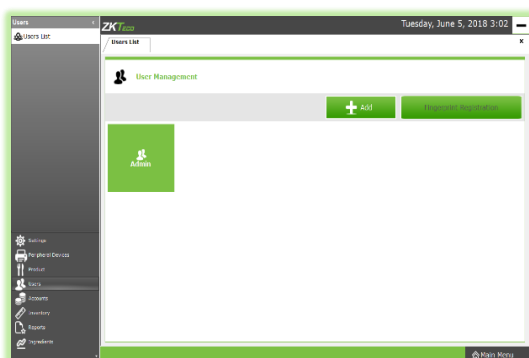 Users
Users List
ZKTeco
Tuesday, June 5, 2018 3:02
Users List
x
User Management
Add
Fingerprint Registration
Admin
Settings
Peripheral Devices
Product
Users
Accounts
Inventory
Reports
Ingredients
Main Menu